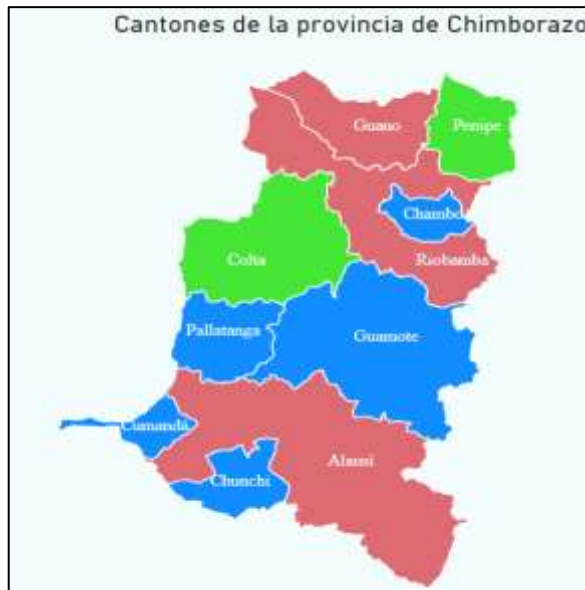 Cantones de la provincia de Chimborazo
Guano
Penipe
Chambo
Colta
Riobamba
Pallatanga
Guamote
Cumandá
Alausí
Chunchi